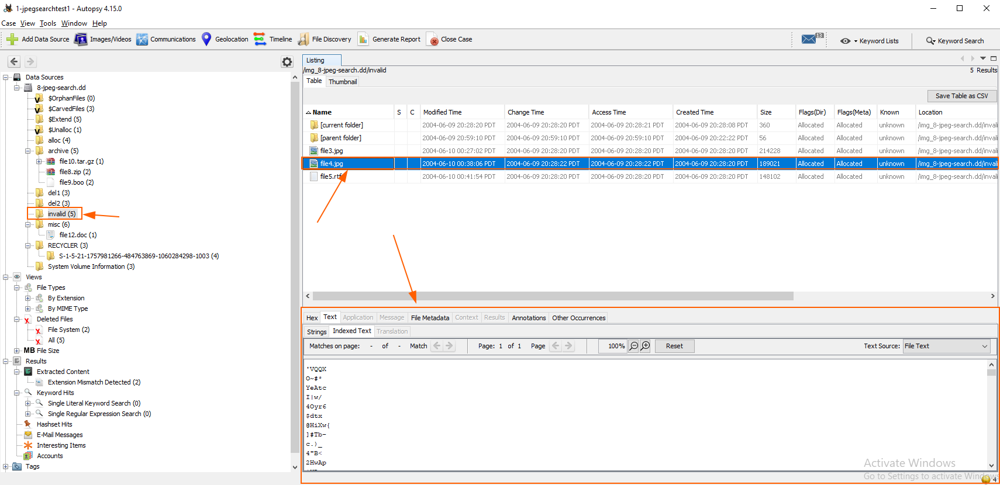 1-jpegsearchtest1 - Autopsy 4.15.0
Case View Tools Window Help
Add Data Source Images/Videos Communications Geolocation Timeline File Discovery Generate Report Close Case 13 Keyword Lists Keyword Search
Data Sources
8-jpeg-search.dd
$OrphanFiles (0)
$CarvedFiles (3)
$Extend (5)
$Unalloc (1)
alloc (4)
archive (5)
file10.tar.gz (1)
file8.zip (2)
file9.boo (2)
del1 (3)
del2 (3)
invalid (5)
misc (6)
file12.doc (1)
RECYCLER (3)
S-1-5-21-1757981266-484763869-1060284298-1003 (4)
System Volume Information (3)
Views
File Types
By Extension
By MIME Type
Deleted Files
File System (2)
All (5)
MB File Size
Results
Extracted Content
Extension Mismatch Detected (2)
Keyword Hits
Single Literal Keyword Search (0)
Single Regular Expression Search (0)
Hashset Hits
E-Mail Messages
Interesting Items
Accounts
Tags
Listing
/img_8-jpeg-search.dd/invalid 5 Results
Table Thumbnail
Save Table as CSV
Name S C Modified Time Change Time Access Time Created Time Size Flags(Dir) Flags(Meta) Known Location
[current folder] 2004-06-09 20:28:20 PDT 2004-06-09 20:28:20 PDT 2004-06-09 20:28:21 PDT 2004-06-09 20:28:08 PDT 360 Allocated Allocated unknown /img_8-jpeg-search.dd/invali
[parent folder] 2004-06-09 20:59:10 PDT 2004-06-09 20:59:10 PDT 2004-06-09 20:59:10 PDT 2004-06-09 20:22:22 PDT 56 Allocated Allocated unknown /img_8-jpeg-search.dd/invali
file3.jpg 2004-06-10 00:27:02 PDT 2004-06-09 20:28:20 PDT 2004-06-09 20:28:20 PDT 2004-06-09 20:28:20 PDT 214228 Allocated Allocated unknown /img_8-jpeg-search.dd/invali
file4.jpg 2004-06-10 00:38:06 PDT 2004-06-09 20:28:22 PDT 2004-06-09 20:28:22 PDT 2004-06-09 20:28:20 PDT 189021 Allocated Allocated unknown /img_8-jpeg-search.dd/invali
file5.rtf 2004-06-10 00:41:54 PDT 2004-06-09 20:28:20 PDT 2004-06-09 20:28:20 PDT 2004-06-09 20:28:20 PDT 148102 Allocated Allocated unknown /img_8-jpeg-search.dd/invali
Hex Text Application Message File Metadata Context Results Annotations Other Occurrences
Strings Indexed Text Translation
Matches on page: - of - Match Page: 1 of 1 Page 100% Reset Text Source: File Text
'VQQX
O~#*
YeAtc
I|w/
4Oyr6
$dtx
@HiXw{
]#Tb-
c.)_
4"B<
2HwAp
Activate Windows
Go to Settings to activate Windows
4